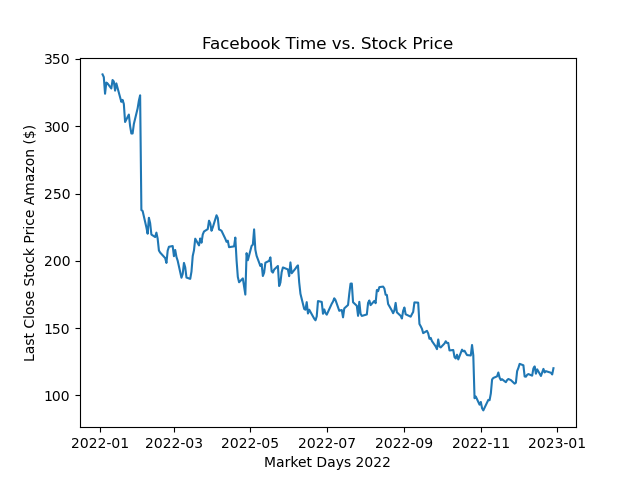 Facebook Time vs. Stock Price
Last Close Stock Price Amazon ($)
350
300
250
200
150
100
2022-01 2022-03 2022-05 2022-07 2022-09 2022-11 2023-01
Market Days 2022